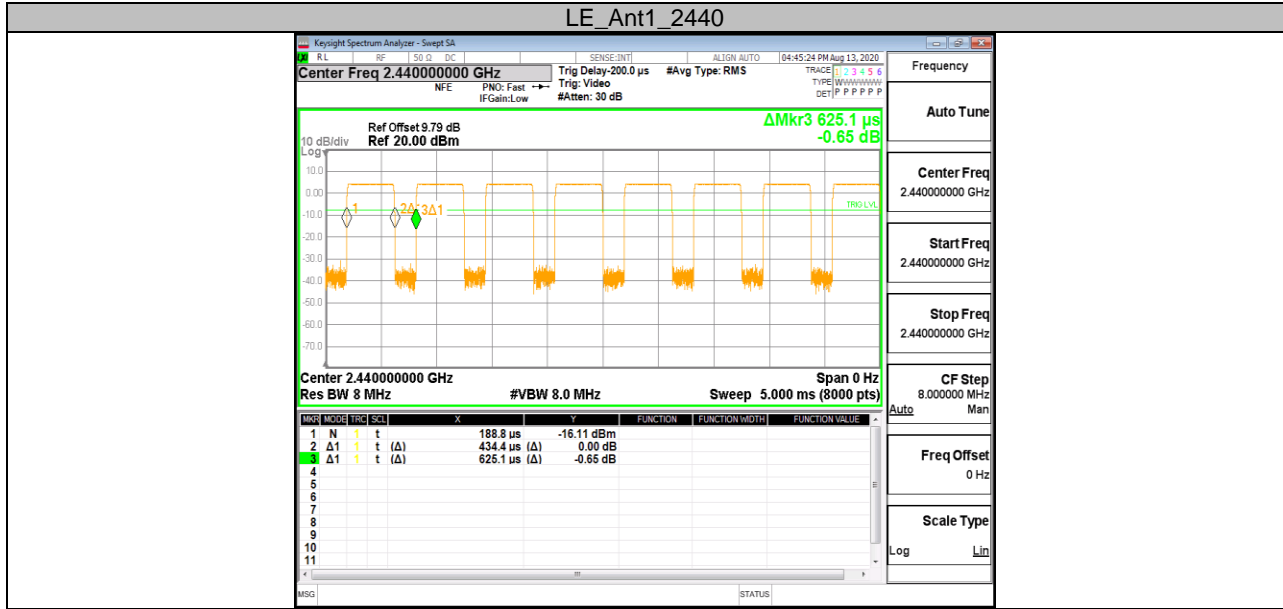 LE_Ant1_2440
Keysight Spectrum Analyzer - Swept SA
LXI RL RF 50 Ω DC SENSE:INT ALIGN AUTO 04:45:24 PM Aug 13, 2020
Center Freq 2.440000000 GHz Trig Delay-200.0 µs #Avg Type: RMS TRACE 1 2 3 4 5 6
NFE PNO: Fast Trig: Video TYPE WWWWWWW
IFGain:Low #Atten: 30 dB DET P P P P P P
ΔMkr3 625.1 µs
-0.65 dB
Ref Offset 9.79 dB
10 dB/div Ref 20.00 dBm
Log
10.0
0.00
TRIG LVL
-10.0
1 2Δ1 3Δ1
-20.0
-30.0
-40.0
-50.0
-60.0
-70.0
Center 2.440000000 GHz Span 0 Hz
Res BW 8 MHz #VBW 8.0 MHz Sweep 5.000 ms (8000 pts)
MKR MODE TRC SCL X Y FUNCTION FUNCTION WIDTH FUNCTION VALUE
1 N 1 t 188.8 µs -16.11 dBm
2 Δ1 1 t (Δ) 434.4 µs (Δ) 0.00 dB
3 Δ1 1 t (Δ) 625.1 µs (Δ) -0.65 dB
4
5
6
7
8
9
10
11
MSG STATUS
Frequency
Auto Tune
Center Freq
2.440000000 GHz
Start Freq
2.440000000 GHz
Stop Freq
2.440000000 GHz
CF Step
8.000000 MHz
Auto Man
Freq Offset
0 Hz
Scale Type
Log Lin